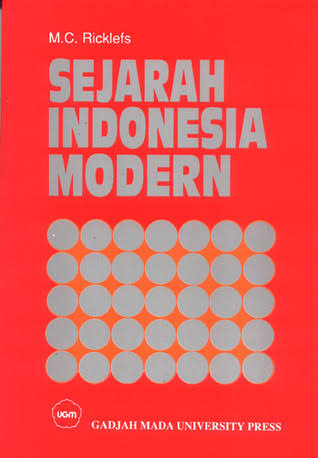 M.C. Ricklefs
SEJARAH
INDONESIA
MODERN
UGM
GADJAH MADA UNIVERSITY PRESS